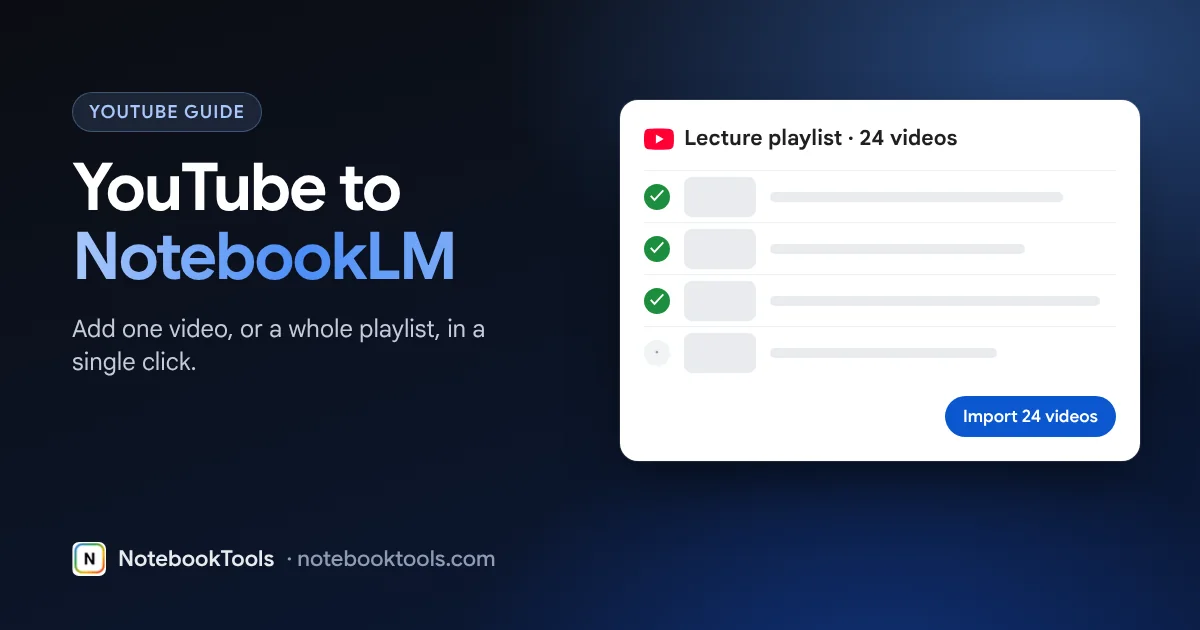 YOUTUBE GUIDE
YouTube to
NotebookLM
Add one video, or a whole playlist, in a
single click.
Lecture playlist · 24 videos
Import 24 videos
N NotebookTools · notebooktools.com